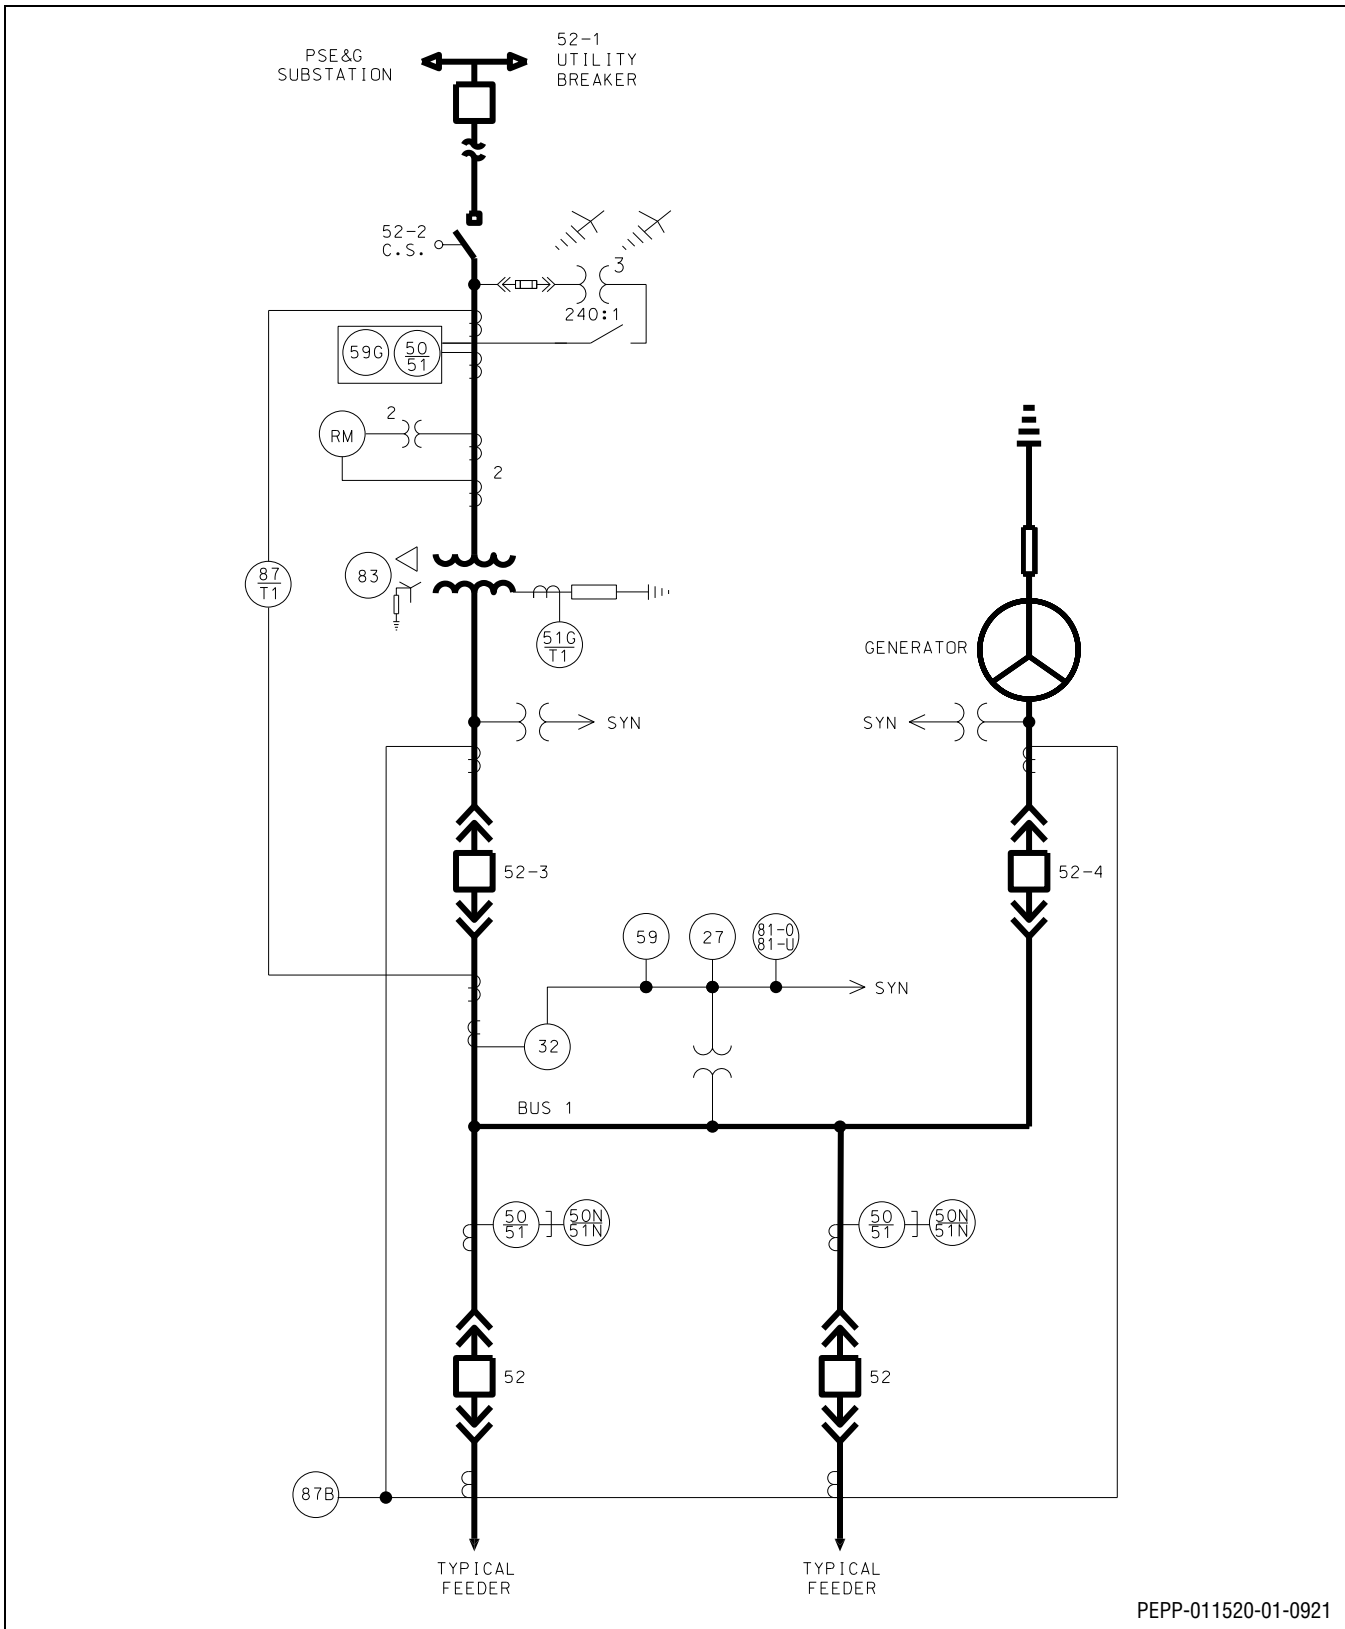 PSE&G
SUBSTATION
52-1
UTILITY
BREAKER
52-2
C.S.
3
240:1
59G
50
51
RM
2
2
87
T1
83
51G
T1
GENERATOR
SYN
SYN
52-3
52-4
59
27
81-O
81-U
SYN
32
BUS 1
50
51
50N
51N
50
51
50N
51N
52
52
87B
TYPICAL
FEEDER
TYPICAL
FEEDER
PEPP-011520-01-0921